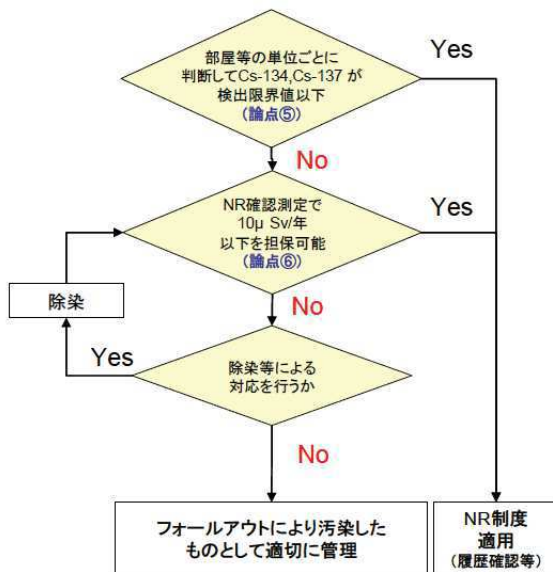 部屋等の単位ごとに
判断してCs-134,Cs-137 が
検出限界値以下
(論点⑤)
Yes
No
NR確認測定で
10μ Sv/年
以下を担保可能
(論点⑥)
Yes
除染
No
Yes
除染等による
対応を行うか
No
フォールアウトにより汚染した
ものとして適切に管理
NR制度
適用
(履歴確認等)